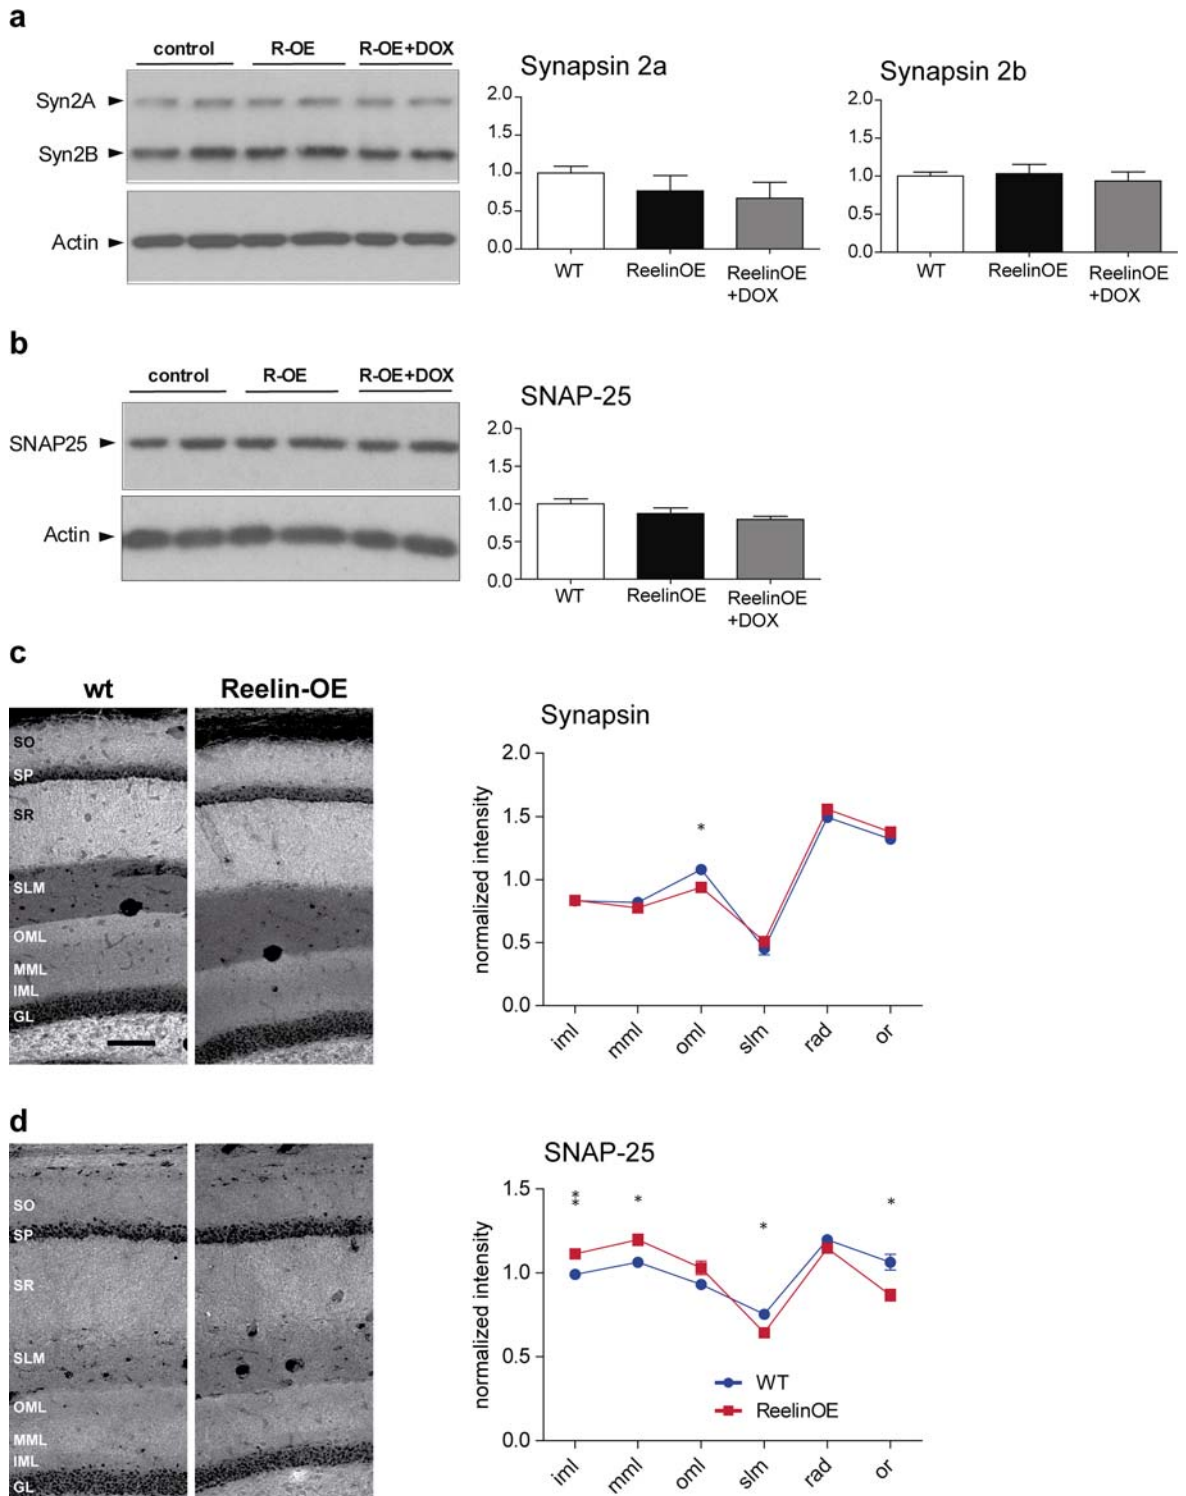 a
control R-OE R-OE+DOX
Syn2A
Syn2B
Actin
Synapsin 2a
2.0
1.5
1.0
0.5
0.0
WT ReelinOE ReelinOE
+DOX
Synapsin 2b
2.0
1.5
1.0
0.5
0.0
WT ReelinOE ReelinOE
+DOX
b
control R-OE R-OE+DOX
SNAP25
Actin
SNAP-25
2.0
1.5
1.0
0.5
0.0
WT ReelinOE ReelinOE
+DOX
c
wt Reelin-OE
SO
SP
SR
SLM
OML
MML
IML
GL
Synapsin
normalized intensity
2.0
1.5
1.0
0.5
0.0
*
iml mml oml slm rad or
d
SO
SP
SR
SLM
OML
MML
IML
GL
SNAP-25
normalized intensity
1.5
1.0
0.5
0.0
** * * *
WT
ReelinOE
iml mml oml slm rad or